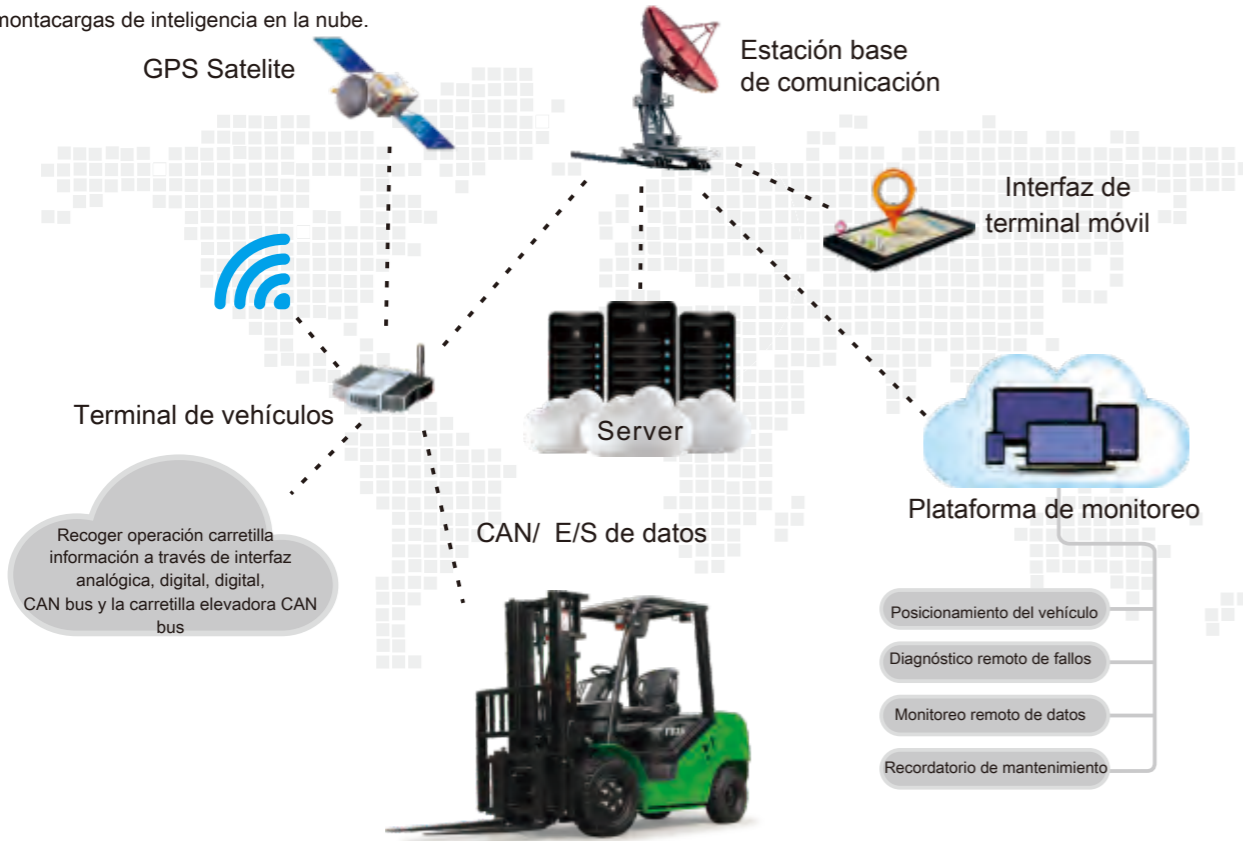 montacargas de inteligencia en la nube.
GPS Satelite
Estación base
de comunicación
Interfaz de
terminal móvil
Terminal de vehículos
Server
Recoger operación carretilla
información a través de interfaz
analógica, digital, digital,
CAN bus y la carretilla elevadora CAN
bus
CAN/ E/S de datos
Plataforma de monitoreo
Posicionamiento del vehículo
Diagnóstico remoto de fallos
Monitoreo remoto de datos
Recordatorio de mantenimiento